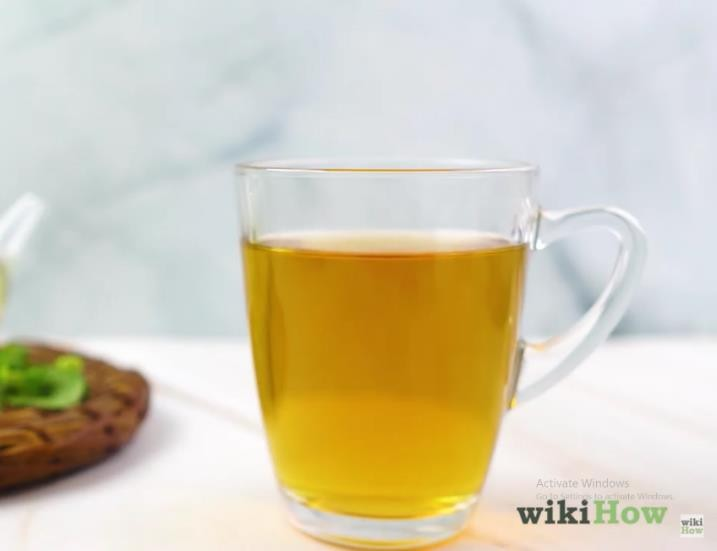 Activate Windows
Go to Settings to activate Windows.
wikiHow
wiki
How